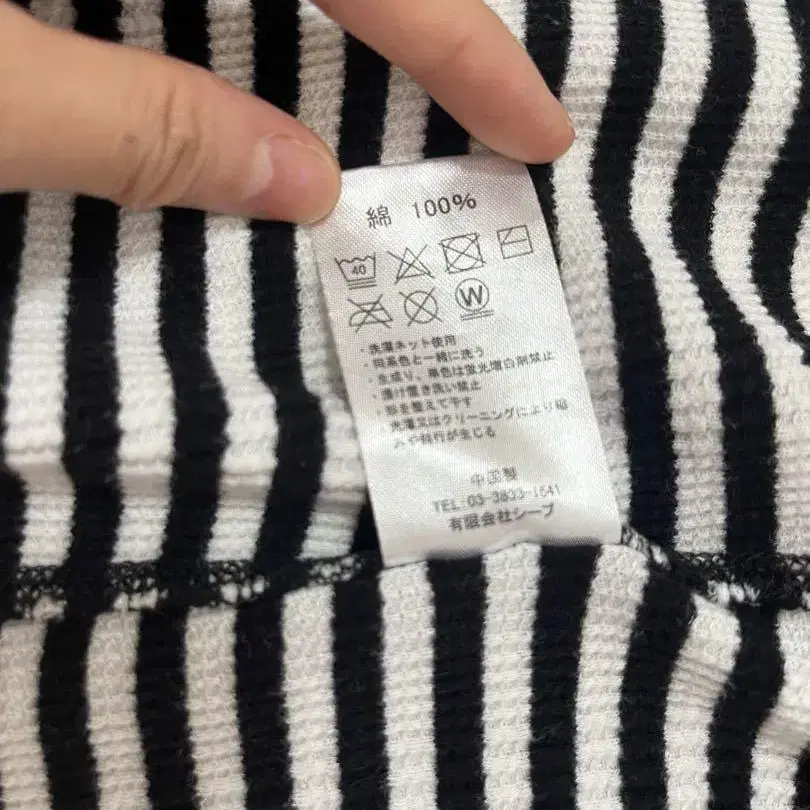 綿 100%
40
W
・洗濯ネット使用
・同系色と一緒に洗う
・生成り、単色は蛍光増白剤禁止
・漬け置き洗い禁止
・形を整えて干す
・洗濯又はクリーニングにより縮
みや斜行が生じる
中国製
TEL:03-3833-1541
有限会社シープ